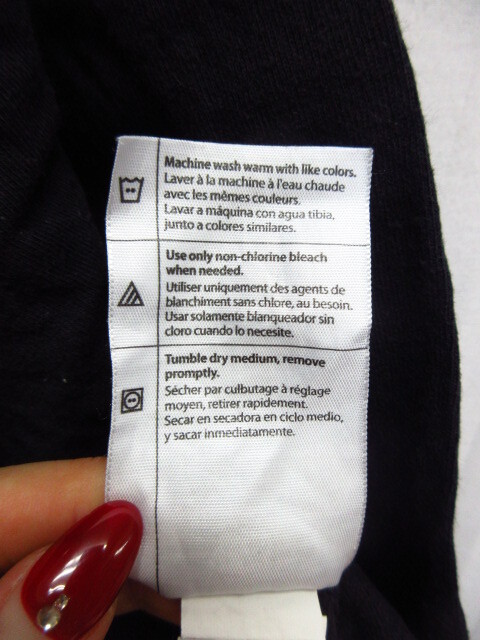 Machine wash warm with like colors.
Laver à la machine à l'eau chaude
avec les mêmes couleurs.
Lavar a máquina con agua tibia,
junto a colores similares.
Use only non-chlorine bleach
when needed.
Utiliser uniquement des agents de
blanchiment sans chlore, au besoin.
Usar solamente blanqueador sin
cloro cuando lo necesite.
Tumble dry medium, remove
promptly.
Sécher par culbutage à réglage
moyen, retirer rapidement.
Secar en secadora en ciclo medio,
y sacar inmediatamente.